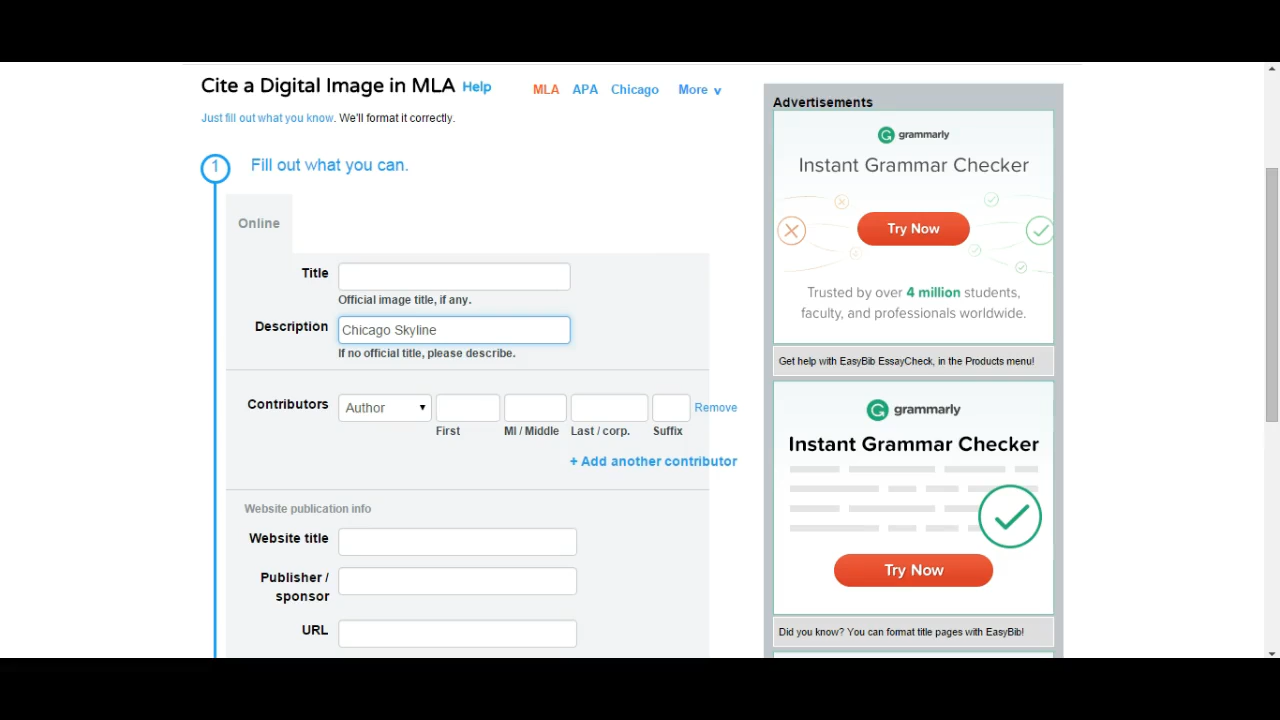 Cite a Digital Image in MLA Help MLA APA Chicago More v
Just fill out what you know. We'll format it correctly.
1 Fill out what you can.
Online
Title
Official image title, if any.
Description Chicago Skyline
If no official title, please describe.
Contributors Author Remove
First MI / Middle Last / corp. Suffix
+ Add another contributor
Website publication info
Website title
Publisher /
sponsor
URL
Advertisements
grammarly
Instant Grammar Checker
Try Now
Trusted by over 4 million students,
faculty, and professionals worldwide.
Get help with EasyBib EssayCheck, in the Products menu!
grammarly
Instant Grammar Checker
Try Now
Did you know? You can format title pages with EasyBib!